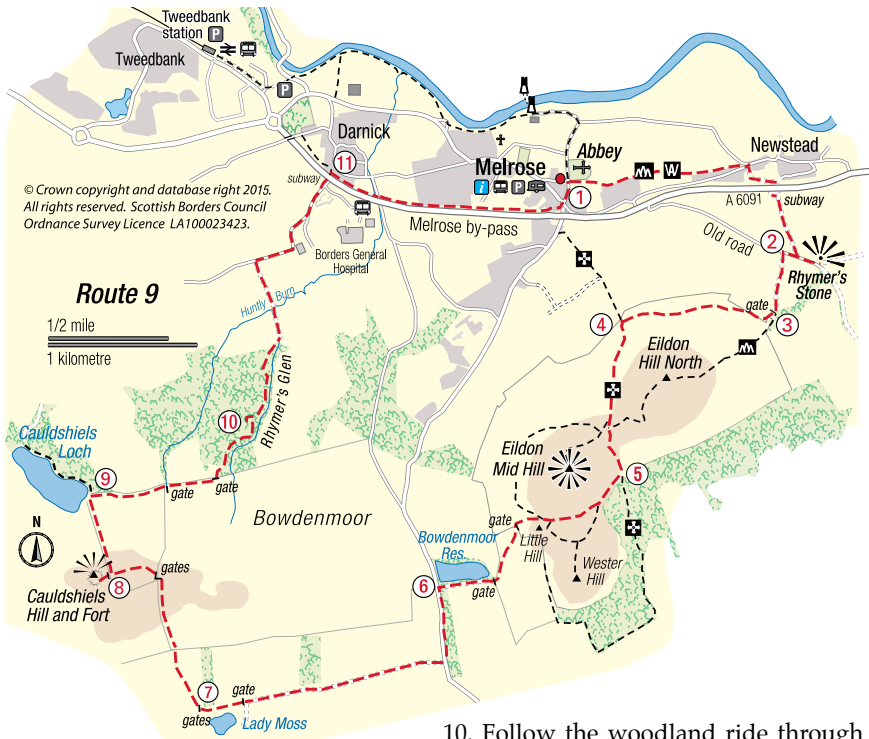 Tweedbank
station P
Tweedbank
P
Darnick
11
subway
© Crown copyright and database right 2015.
All rights reserved. Scottish Borders Council
Ordnance Survey Licence LA100023423.
Melrose
i P
Abbey
1
W
Newstead
A 6091
subway
Melrose by-pass
Old road
2
Rhymer's
Stone
Borders General
Hospital
Route 9
1/2 mile
1 kilometre
Huntly Burn
gate
3
4
Eildon
Hill North
Rhymer's Glen
10
Eildon
Mid Hill
5
Cauldshiels
Loch
9
gate
gate
Bowdenmoor
gate
Little
Hill
Wester
Hill
Bowdenmoor
Res.
N
gates
8
Cauldshiels
Hill and Fort
6
gate
7
gate
gates
Lady Moss
10. Follow the woodland ride through